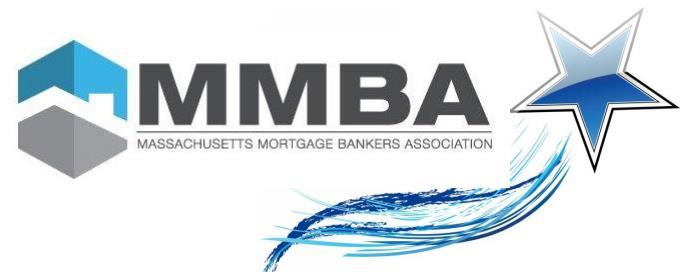 MMBA
MASSACHUSETTS MORTGAGE BANKERS ASSOCIATION